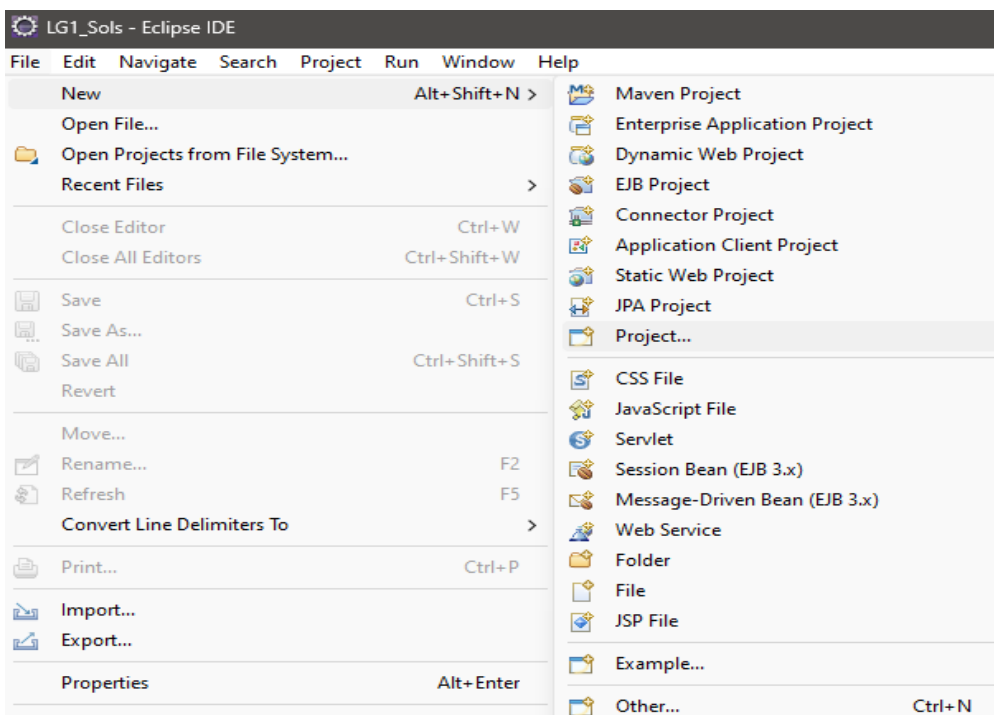 LG1_Sols - Eclipse IDE
File Edit Navigate Search Project Run Window Help
New Alt+Shift+N >
Open File...
Open Projects from File System...
Recent Files >
Close Editor Ctrl+W
Close All Editors Ctrl+Shift+W
Save Ctrl+S
Save As...
Save All Ctrl+Shift+S
Revert
Move...
Rename... F2
Refresh F5
Convert Line Delimiters To >
Print... Ctrl+P
Import...
Export...
Properties Alt+Enter
Maven Project
Enterprise Application Project
Dynamic Web Project
EJB Project
Connector Project
Application Client Project
Static Web Project
JPA Project
Project...
CSS File
JavaScript File
Servlet
Session Bean (EJB 3.x)
Message-Driven Bean (EJB 3.x)
Web Service
Folder
File
JSP File
Example...
Other... Ctrl+N